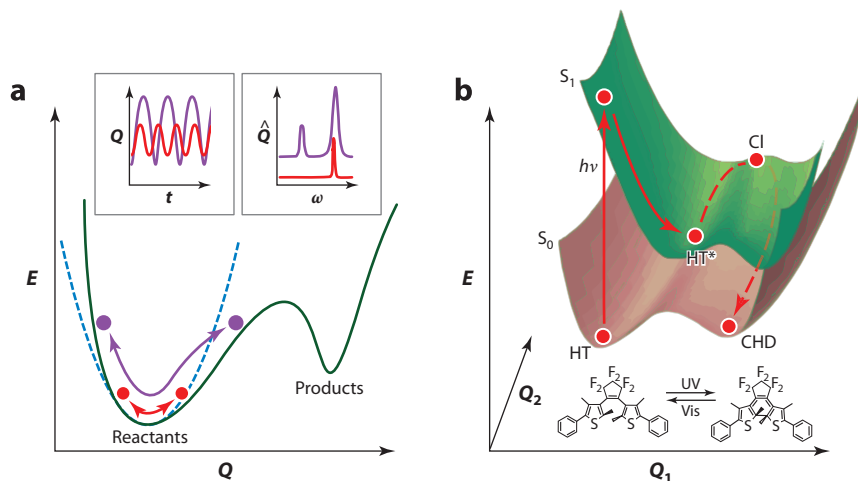 a
Q
t
Q̂
ω
E
Products
Reactants
Q
b
S₁
CI
hν
S₀
HT*
E
HT
CHD
Q₂
F₂
F₂ F₂
UV
Vis
S S
F₂
F₂ F₂
S S
Q₁